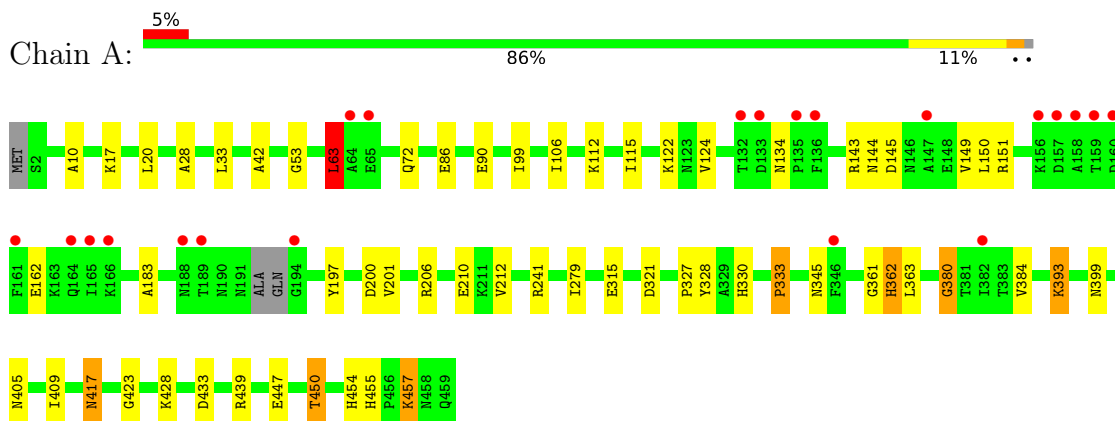 5%
Chain A:
86% 11% • •
MET S2 A10 K17 L20 A28 L33 A42 G53 L63 A64 E65 Q72 E86 E90 I99 I106 K112 I115 K122 N123 V124 T132 D133 N134 P135 F136 R143 N144 D145 N146 A147 E148 V149 L150 R151 K156 D157 A158 T159
F161 E162 K163 Q164 I165 K166 A183 N188 T189 N190 N191 ALA GLN G194 Y197 D200 V201 R206 E210 K211 V212 R241 I279 E315 D321 P327 Y328 A329 H330 P333 N345 F346 G361 H362 L363 G380 T381 I382 T383 V384 K393 N399
N405 I409 N417 G423 K428 D433 R439 E447 T450 H454 H455 P456 K457 N458 Q459